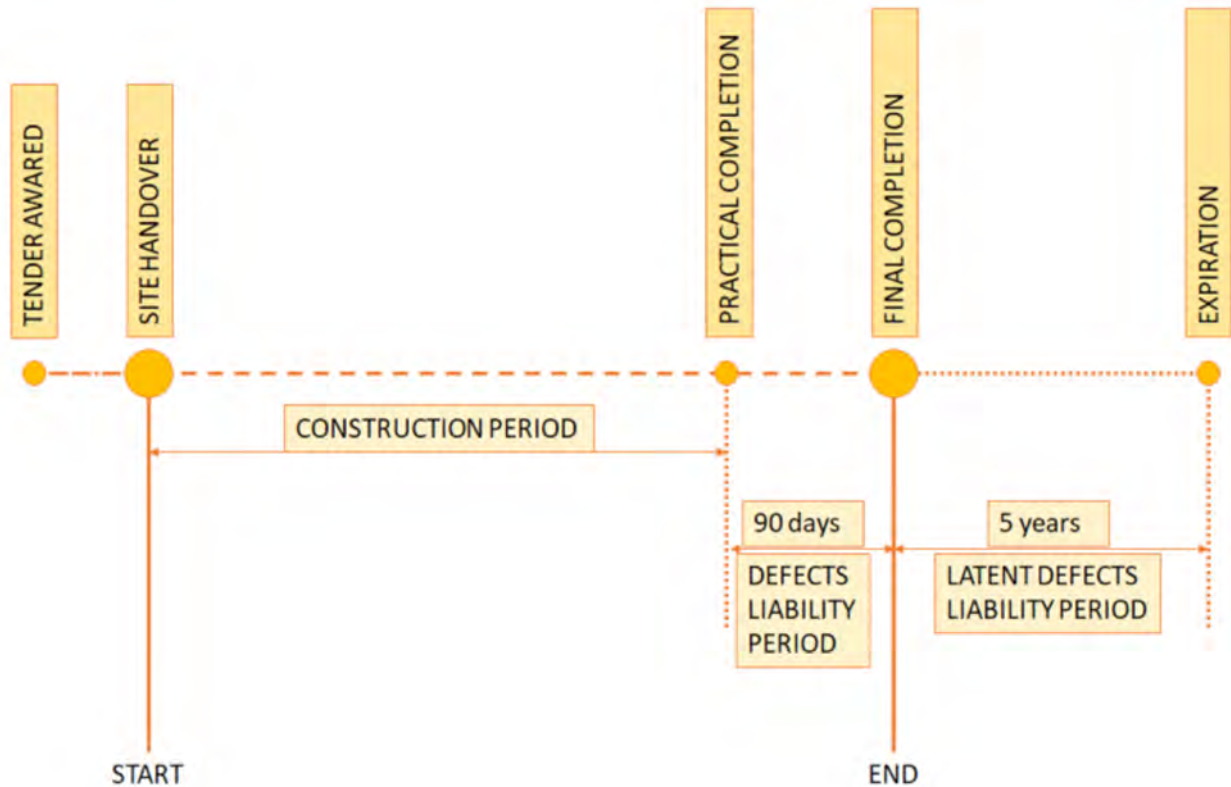 TENDER AWARED
SITE HANDOVER
PRACTICAL COMPLETION
FINAL COMPLETION
EXPIRATION
CONSTRUCTION PERIOD
90 days
5 years
DEFECTS
LIABILITY
PERIOD
LATENT DEFECTS
LIABILITY PERIOD
START
END